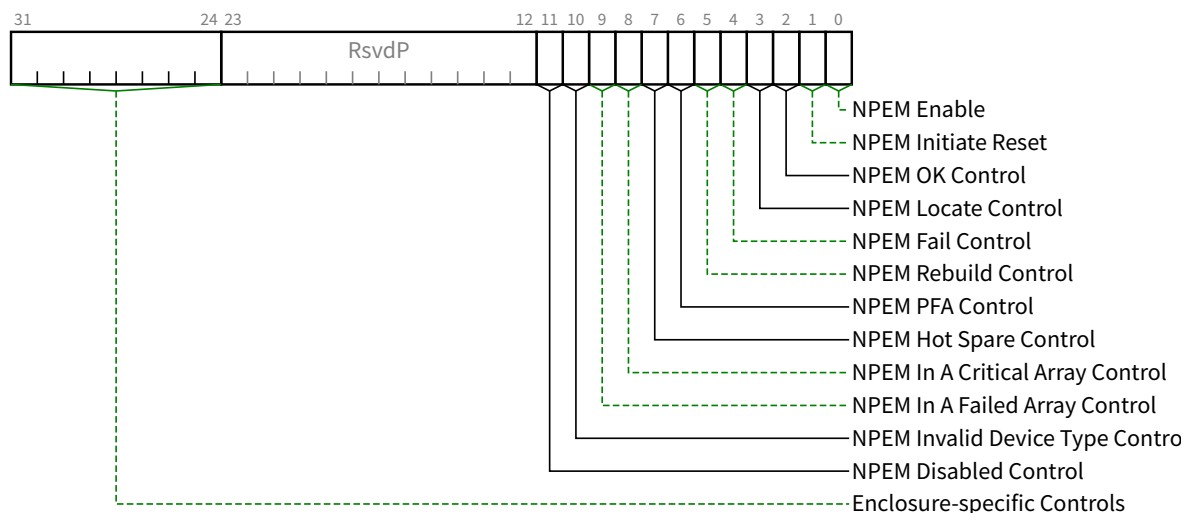 31 24 23 12 11 10 9 8 7 6 5 4 3 2 1 0
RsvdP
NPEM Enable
NPEM Initiate Reset
NPEM OK Control
NPEM Locate Control
NPEM Fail Control
NPEM Rebuild Control
NPEM PFA Control
NPEM Hot Spare Control
NPEM In A Critical Array Control
NPEM In A Failed Array Control
NPEM Invalid Device Type Contro
NPEM Disabled Control
Enclosure-specific Controls